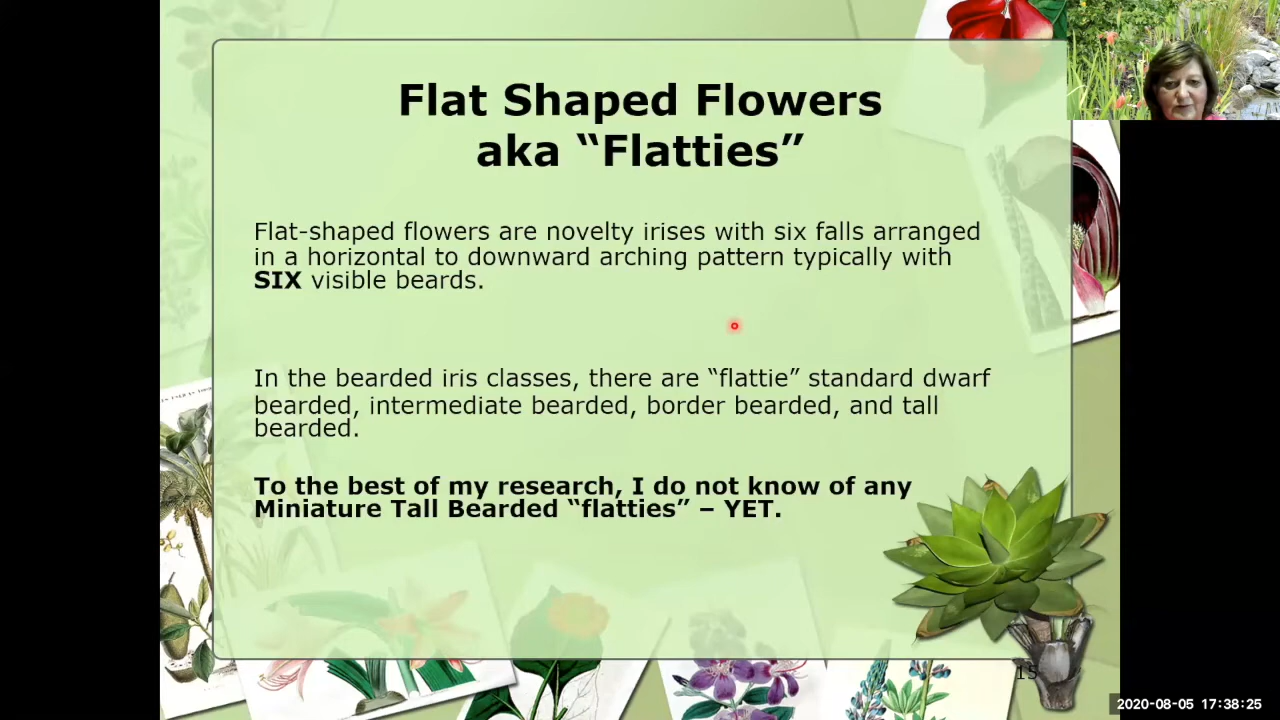 Flat Shaped Flowers
aka “Flatties”
Flat-shaped flowers are novelty irises with six falls arranged
in a horizontal to downward arching pattern typically with
SIX visible beards.
In the bearded iris classes, there are “flattie” standard dwarf
bearded, intermediate bearded, border bearded, and tall
bearded.
To the best of my research, I do not know of any
Miniature Tall Bearded “flatties” – YET.
15
2020-08-05 17:38:25